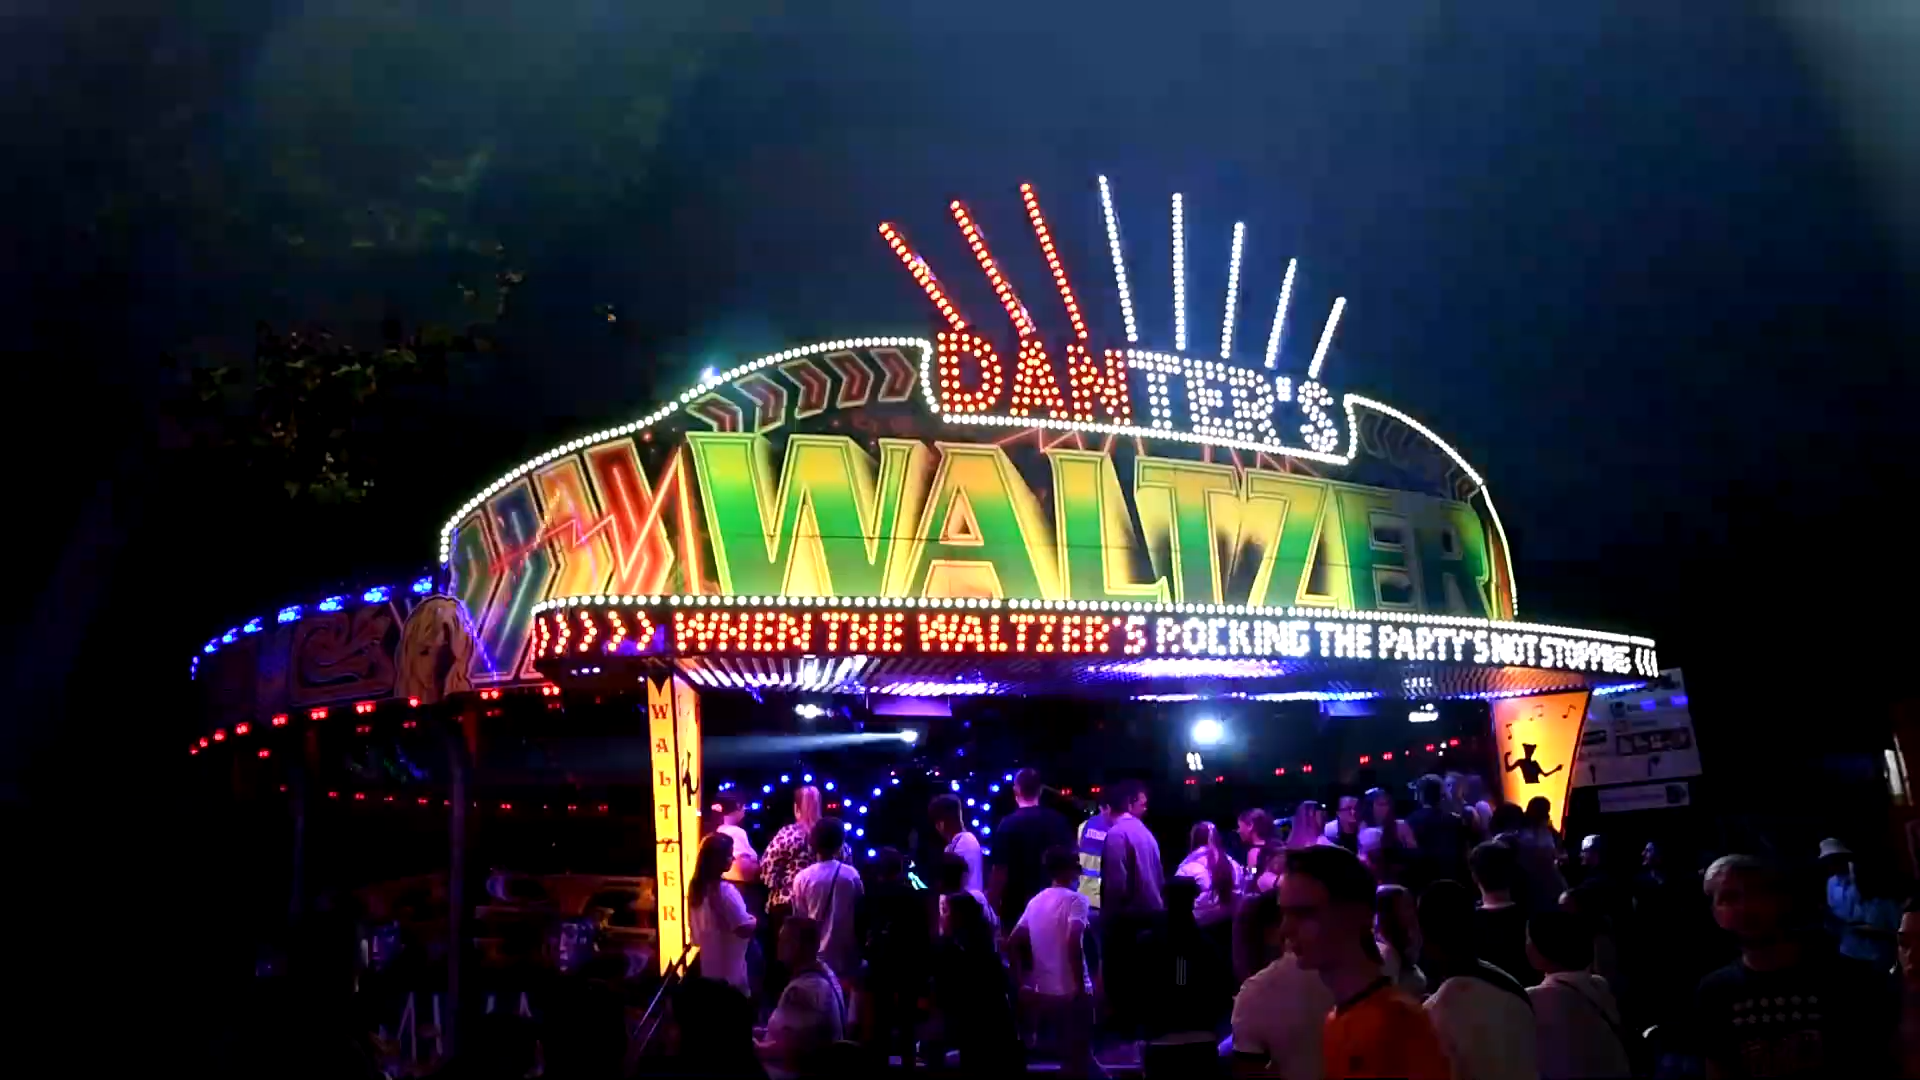 DANTER'S
WALTZER
WHEN THE WALTZER'S ROCKING THE PARTY'S NOT STOPPING
WALTZER